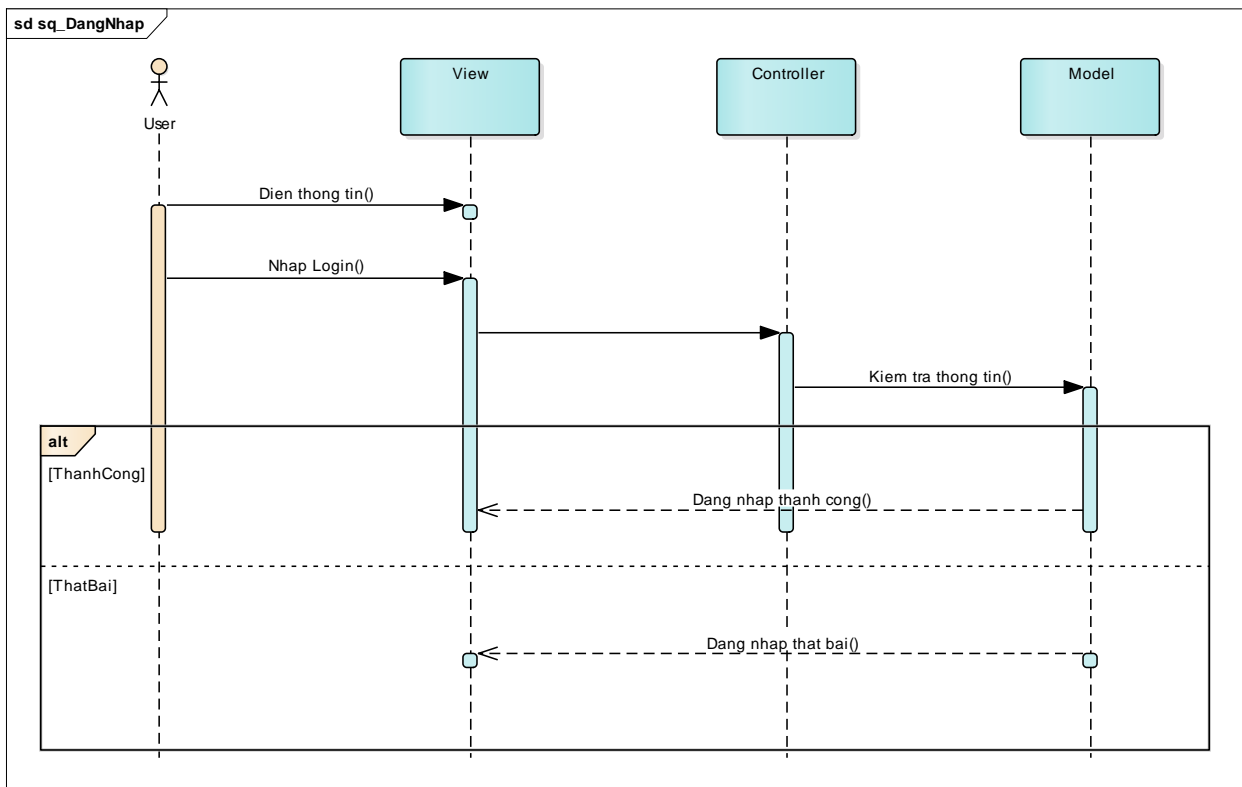 sd sq_DangNhap
User
View
Controller
Model
Dien thong tin()
Nhap Login()
Kiem tra thong tin()
alt
[ThanhCong]
Dang nhap thanh cong()
[ThatBai]
Dang nhap that bai()